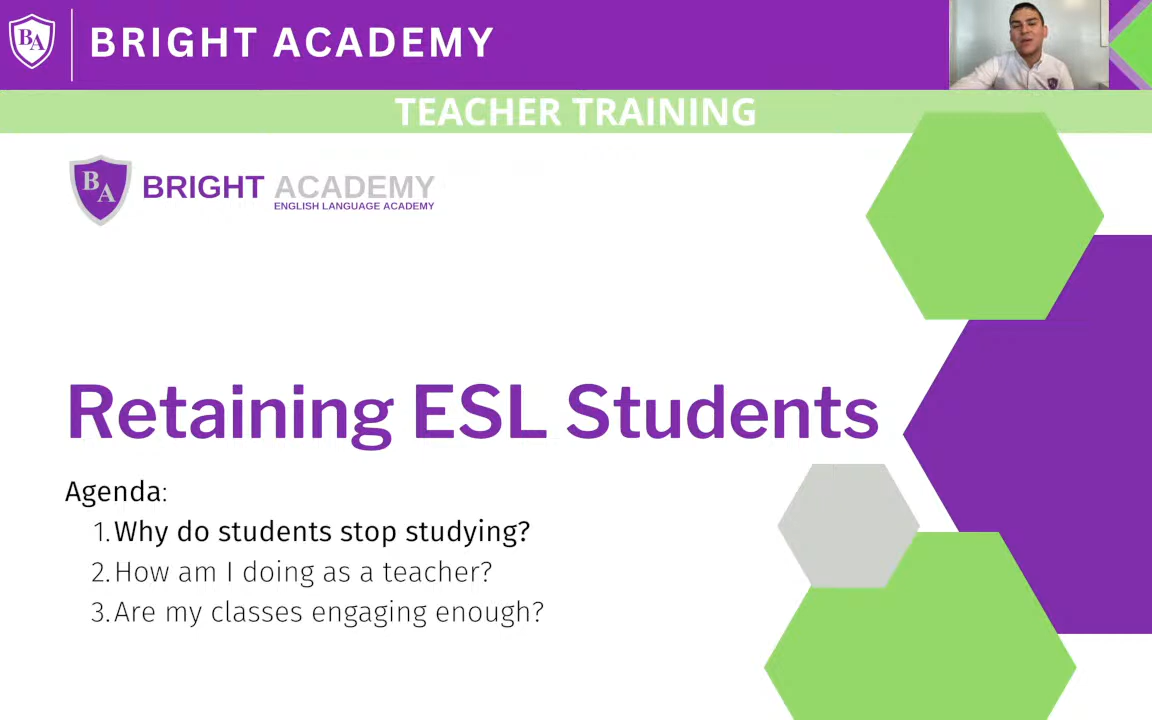 BA
BRIGHT ACADEMY
TEACHER TRAINING
BA
BRIGHT ACADEMY
ENGLISH LANGUAGE ACADEMY
Retaining ESL Students
Agenda:
1. Why do students stop studying?
2. How am I doing as a teacher?
3. Are my classes engaging enough?